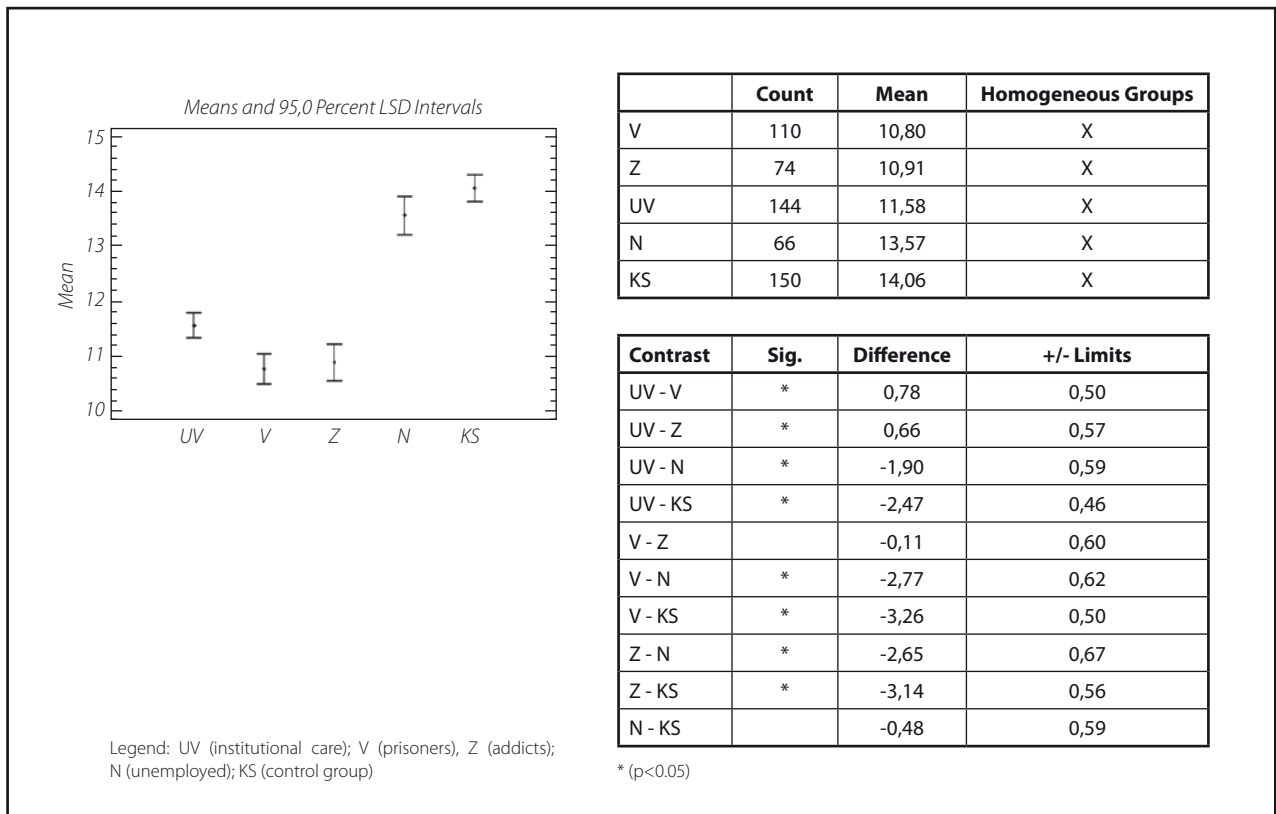 Means and 95,0 Percent LSD Intervals
15
14
13
12
11
10
Mean
UV V Z N KS
Legend: UV (institutional care); V (prisoners), Z (addicts);
N (unemployed); KS (control group)
Count Mean Homogeneous Groups
V 110 10,80 X
Z 74 10,91 X
UV 144 11,58 X
N 66 13,57 X
KS 150 14,06 X
Contrast Sig. Difference +/- Limits
UV - V * 0,78 0,50
UV - Z * 0,66 0,57
UV - N * -1,90 0,59
UV - KS * -2,47 0,46
V - Z -0,11 0,60
V - N * -2,77 0,62
V - KS * -3,26 0,50
Z - N * -2,65 0,67
Z - KS * -3,14 0,56
N - KS -0,48 0,59
* (p<0.05)